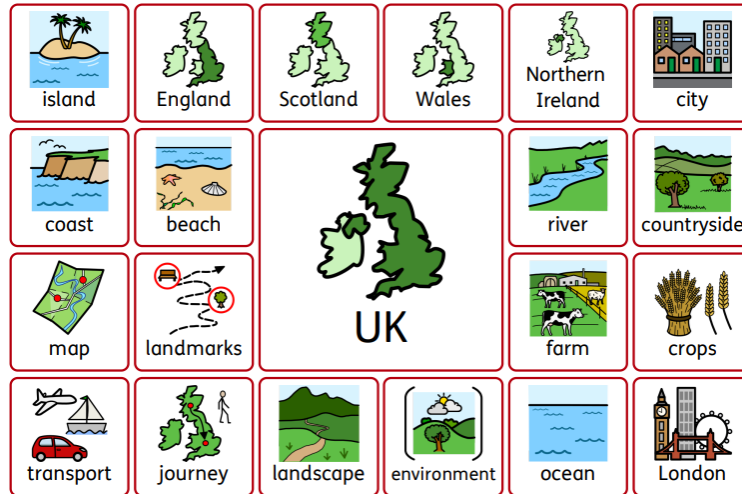 island
England
Scotland
Wales
Northern
Ireland
city
coast
beach
UK
river
countryside
map
landmarks
farm
crops
transport
journey
landscape
environment
ocean
London